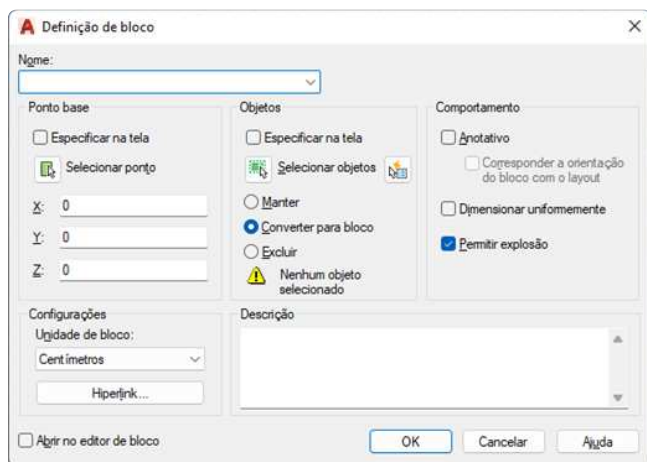 Definição de bloco
Nome:
Ponto base
Especificar na tela
Selecionar ponto
X: 0
Y: 0
Z: 0
Objetos
Especificar na tela
Selecionar objetos
Manter
Converter para bloco
Excluir
Nenhum objeto
selecionado
Comportamento
Anotativo
Corresponder a orientação
do bloco com o layout
Dimensionar uniformemente
Permitir explosão
Configurações
Unidade de bloco:
Centímetros
Hiperlink...
Descrição
Abrir no editor de bloco
OK
Cancelar
Ajuda